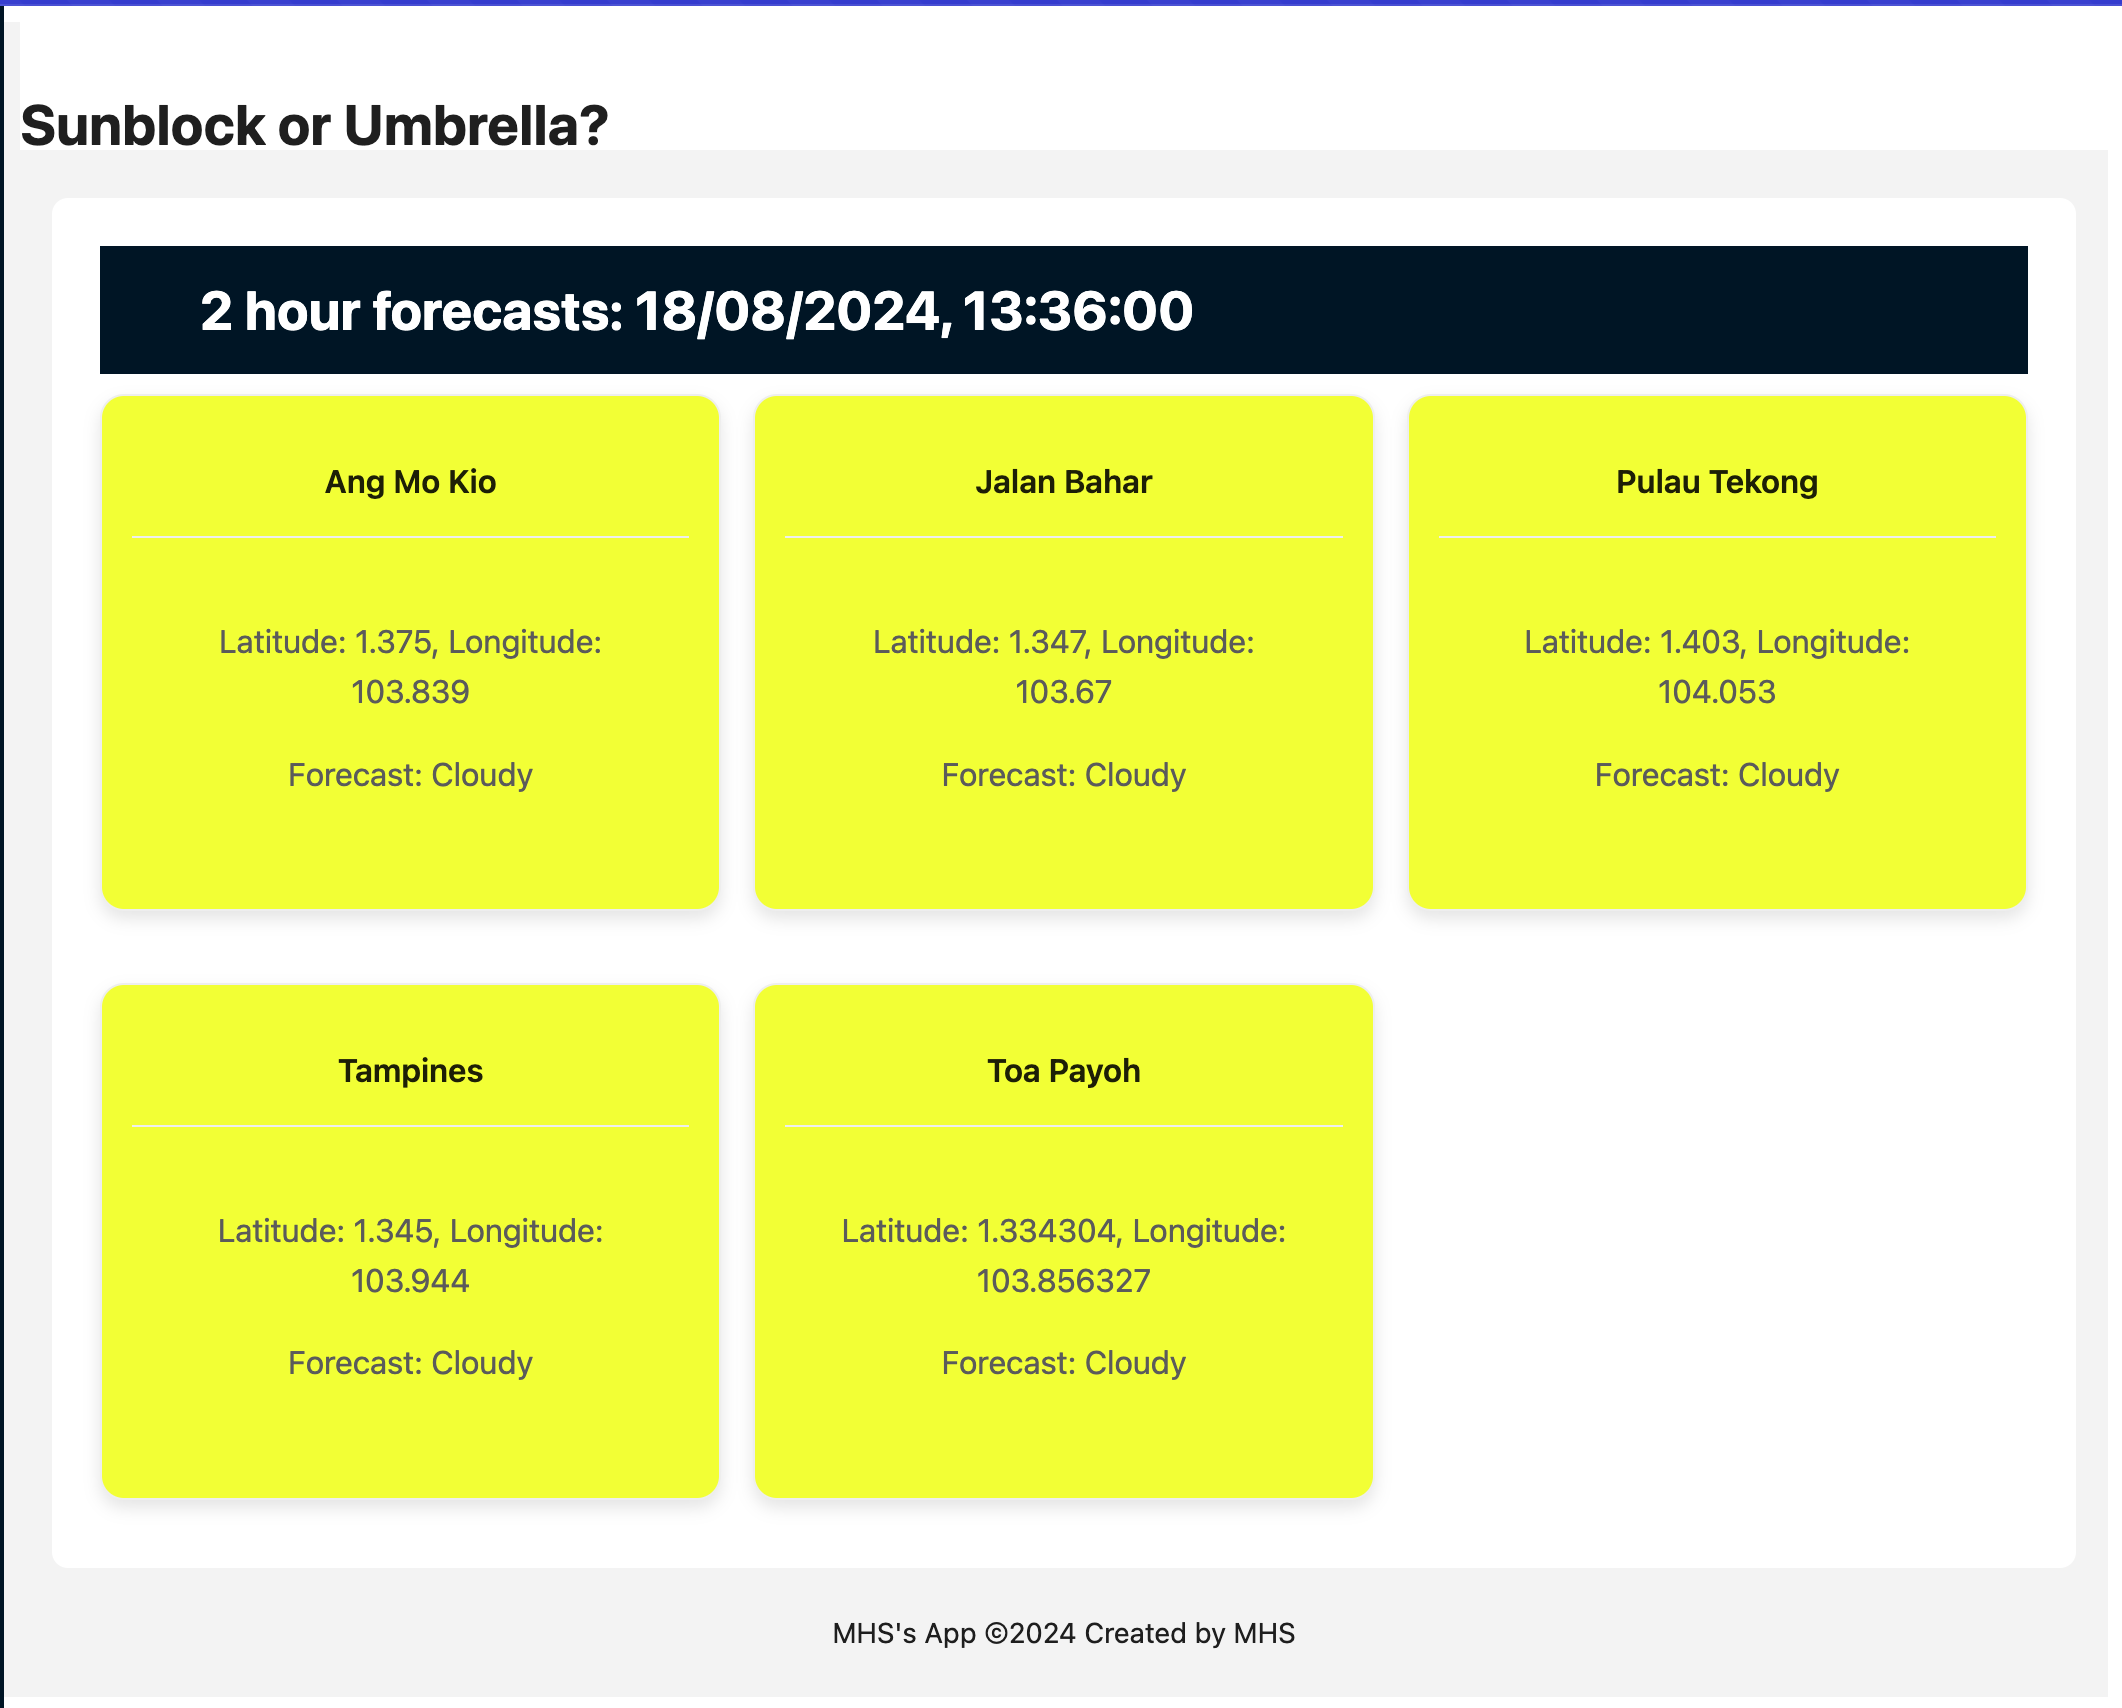 Sunblock or Umbrella?
2 hour forecasts: 18/08/2024, 13:36:00
Ang Mo Kio
Latitude: 1.375, Longitude:
103.839
Forecast: Cloudy
Jalan Bahar
Latitude: 1.347, Longitude:
103.67
Forecast: Cloudy
Pulau Tekong
Latitude: 1.403, Longitude:
104.053
Forecast: Cloudy
Tampines
Latitude: 1.345, Longitude:
103.944
Forecast: Cloudy
Toa Payoh
Latitude: 1.334304, Longitude:
103.856327
Forecast: Cloudy
MHS's App ©2024 Created by MHS